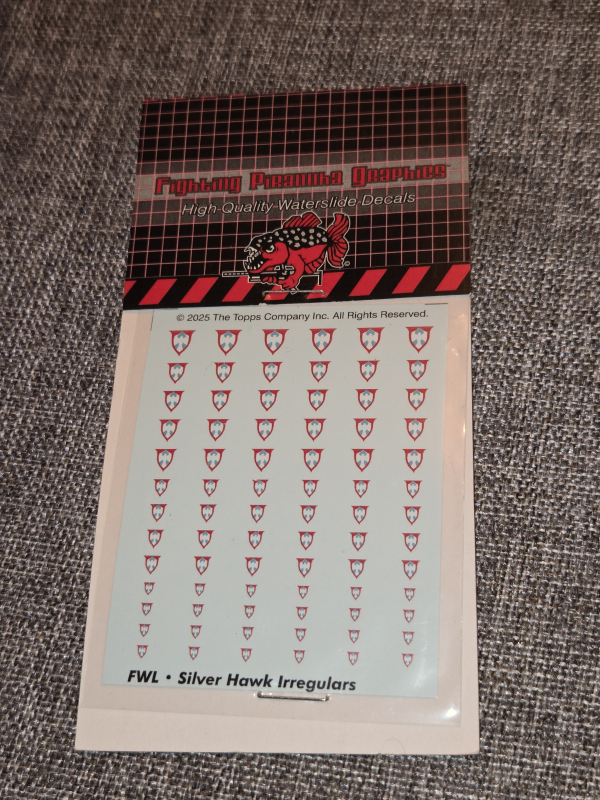 Fighting Piranha Graphics
High-Quality-Waterslide-Decals
© 2025 The Topps Company Inc. All Rights Reserved.
FWL • Silver Hawk Irregulars